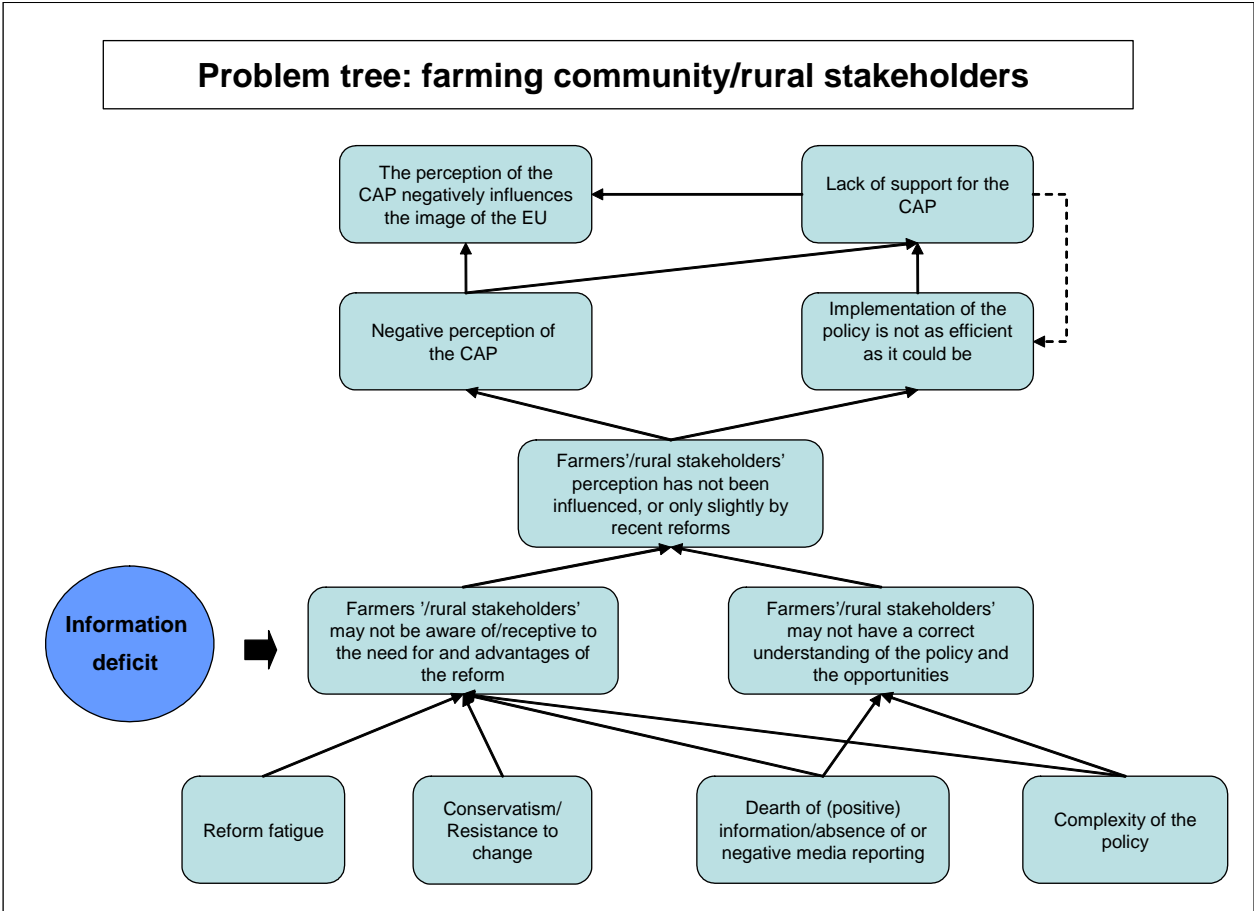 Problem tree: farming community/rural stakeholders
The perception of the
CAP negatively influences
the image of the EU
Lack of support for the
CAP
Negative perception of
the CAP
Implementation of the
policy is not as efficient
as it could be
Farmers’/rural stakeholders’
perception has not been
influenced, or only slightly by
recent reforms
Information
deficit
Farmers ’/rural stakeholders’
may not be aware of/receptive to
the need for and advantages of
the reform
Farmers’/rural stakeholders’
may not have a correct
understanding of the policy and
the opportunities
Reform fatigue
Conservatism/
Resistance to
change
Dearth of (positive)
information/absence of or
negative media reporting
Complexity of the
policy